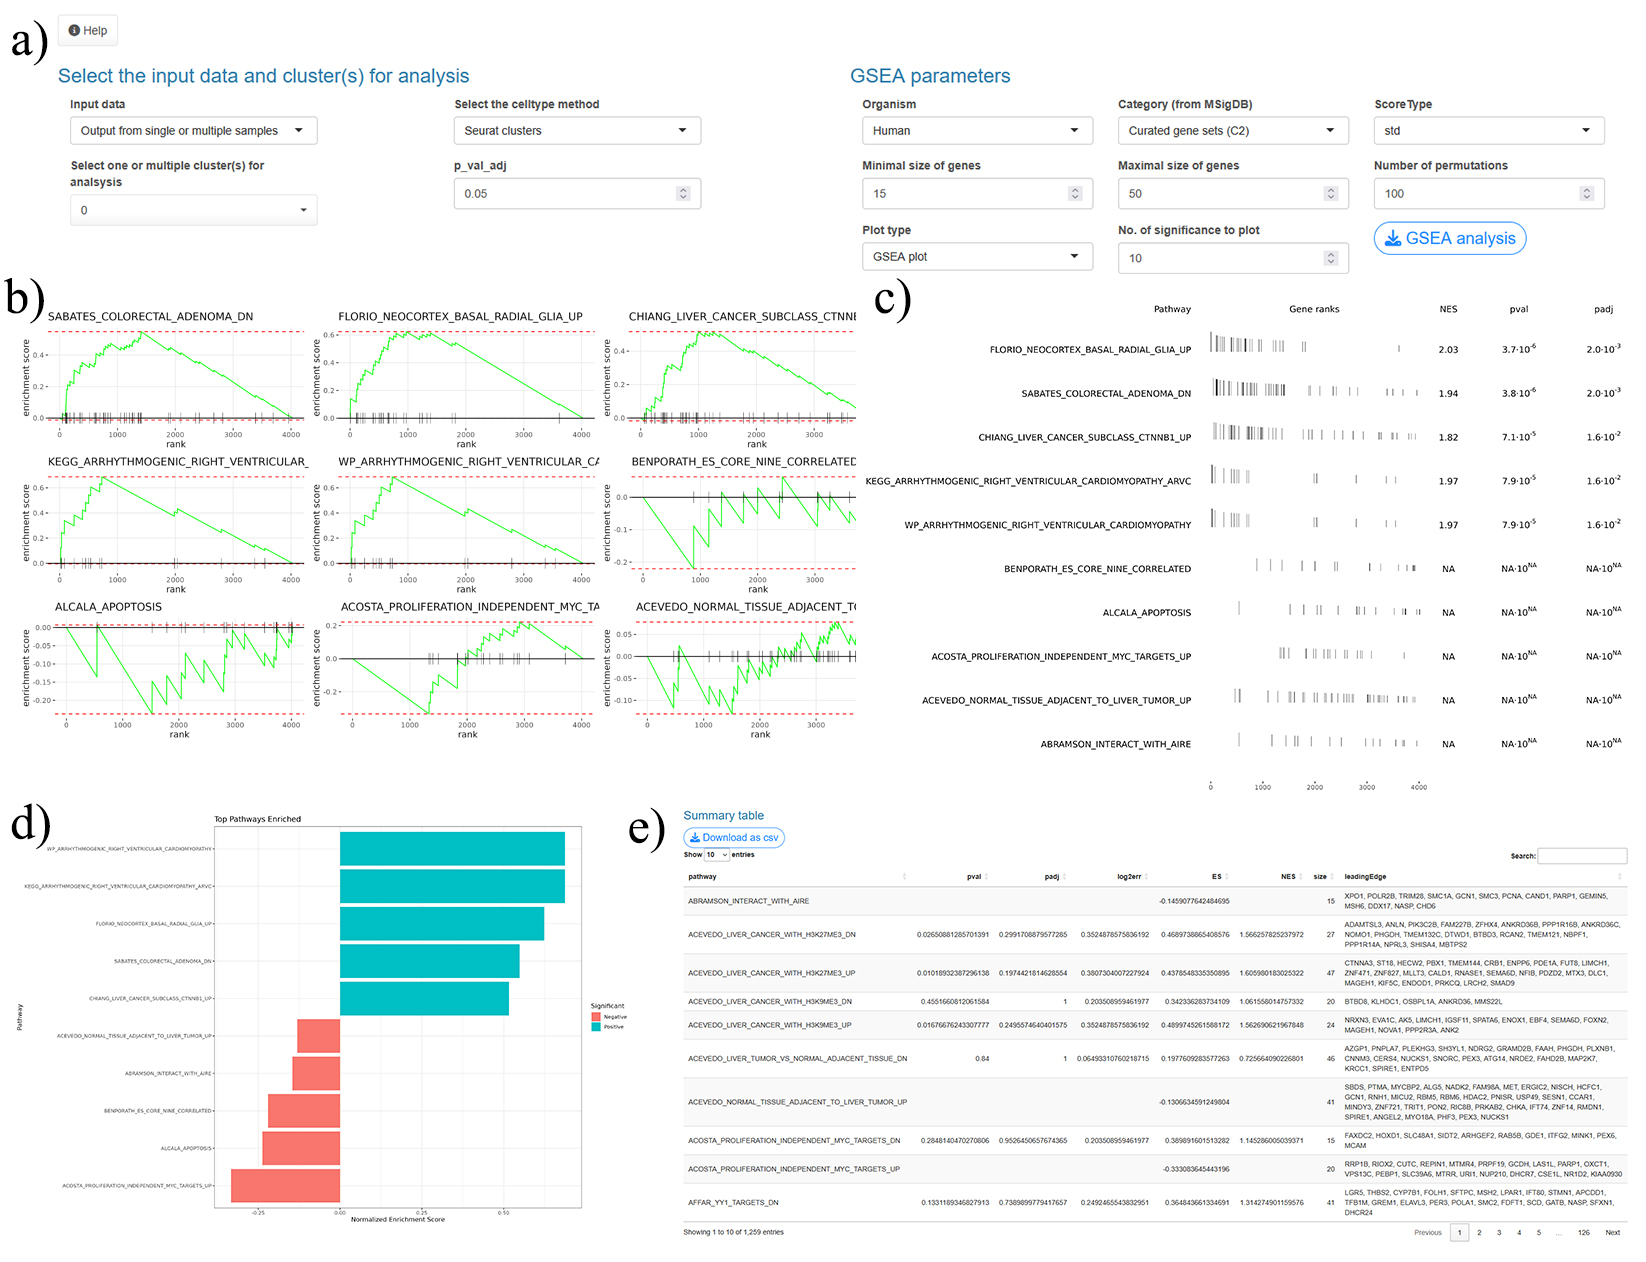 a)
Help
Select the input data and cluster(s) for analysis
GSEA parameters
Input data
Select the celltype method
Organism
Category (from MSigDB)
ScoreType
Output from single or multiple samples
Seurat clusters
Human
Curated gene sets (C2)
std
Select one or multiple cluster(s) for
analsysis
p_val_adj
Minimal size of genes
Maximal size of genes
Number of permutations
0
0.05
15
50
100
Plot type
No. of significance to plot
GSEA plot
10
GSEA analysis
b)
SABATES_COLORECTAL_ADENOMA_DN
FLORIO_NEOCORTEX_BASAL_RADIAL_GLIA_UP
CHIANG_LIVER_CANCER_SUBCLASS_CTNNE
enrichment score
0.4
0.2
0.0
0 1000 2000 3000 4000
rank
enrichment score
0.6
0.4
0.2
0.0
0 1000 2000 3000 4000
rank
enrichment score
0.4
0.2
0.0
0 1000 2000 3000
rank
KEGG_ARRHYTHMOGENIC_RIGHT_VENTRICULAR_
WP_ARRHYTHMOGENIC_RIGHT_VENTRICULAR_CA
BENPORATH_ES_CORE_NINE_CORRELATED
enrichment score
0.6
0.4
0.2
0.0
0 1000 2000 3000 4000
rank
enrichment score
0.6
0.4
0.2
0.0
0 1000 2000 3000 4000
rank
enrichment score
0.0
-0.1
-0.2
0 1000 2000 3000
rank
ALCALA_APOPTOSIS
ACOSTA_PROLIFERATION_INDEPENDENT_MYC_TA
ACEVEDO_NORMAL_TISSUE_ADJACENT_TO
enrichment score
0.00
-0.05
-0.10
-0.15
-0.20
0 1000 2000 3000 4000
rank
enrichment score
0.2
0.0
-0.2
0 1000 2000 3000 4000
rank
enrichment score
0.05
0.00
-0.05
-0.10
0 1000 2000 3000
rank
c)
Pathway Gene ranks NES pval padj
FLORIO_NEOCORTEX_BASAL_RADIAL_GLIA_UP 2.03 3.7·10-6 2.0·10-3
SABATES_COLORECTAL_ADENOMA_DN 1.94 3.8·10-6 2.0·10-3
CHIANG_LIVER_CANCER_SUBCLASS_CTNNB1_UP 1.82 7.1·10-5 1.6·10-2
KEGG_ARRHYTHMOGENIC_RIGHT_VENTRICULAR_CARDIOMYOPATHY_ARVC 1.97 7.9·10-5 1.6·10-2
WP_ARRHYTHMOGENIC_RIGHT_VENTRICULAR_CARDIOMYOPATHY 1.97 7.9·10-5 1.6·10-2
BENPORATH_ES_CORE_NINE_CORRELATED NA NA·10NA NA·10NA
ALCALA_APOPTOSIS NA NA·10NA NA·10NA
ACOSTA_PROLIFERATION_INDEPENDENT_MYC_TARGETS_UP NA NA·10NA NA·10NA
ACEVEDO_NORMAL_TISSUE_ADJACENT_TO_LIVER_TUMOR_UP NA NA·10NA NA·10NA
ABRAMSON_INTERACT_WITH_AIRE NA NA·10NA NA·10NA
0 1000 2000 3000 4000
d)
Top Pathways Enriched
Pathway
WP_ARRHYTHMOGENIC_RIGHT_VENTRICULAR_CARDIOMYOPATHY
KEGG_ARRHYTHMOGENIC_RIGHT_VENTRICULAR_CARDIOMYOPATHY_ARVC
FLORIO_NEOCORTEX_BASAL_RADIAL_GLIA_UP
SABATES_COLORECTAL_ADENOMA_DN
CHIANG_LIVER_CANCER_SUBCLASS_CTNNB1_UP
ACEVEDO_NORMAL_TISSUE_ADJACENT_TO_LIVER_TUMOR_UP
ABRAMSON_INTERACT_WITH_AIRE
BENPORATH_ES_CORE_NINE_CORRELATED
ALCALA_APOPTOSIS
ACOSTA_PROLIFERATION_INDEPENDENT_MYC_TARGETS_UP
-0.25 0.00 0.25 0.50
Normalized Enrichment Score
Significant
Negative
Positive
e)
Summary table
Download as csv
Show 10 entries
Search:
pathway pval padj log2err ES NES size leadingEdge
ABRAMSON_INTERACT_WITH_AIRE -0.1459077642484695 15 XPO1, POLR2B, TRIM28, SMC1A, GCN1, SMC3, PCNA, CAND1, PARP1, GEMIN5,
MSH6, DDX17, NASP, CHD6
ACEVEDO_LIVER_CANCER_WITH_H3K27ME3_DN 0.02650881285701391 0.2991708879577285 0.3524878575836192 0.4689738865408576 1.566257825237972 27 ADAMTSL3, ANLN, PIK3C2B, FAM227B, ZFHX4, ANKRD36B, PPP1R16B, ANKRD36C,
NOMO1, PHGDH, TMEM132C, DTWD1, BTBD3, RCAN2, TMEM121, NBPF1,
PPP1R14A, NPRL3, SHISA4, MBTPS2
ACEVEDO_LIVER_CANCER_WITH_H3K27ME3_UP 0.01018932387296138 0.1974421814628554 0.3807304007227924 0.4378548335350895 1.605980183025322 47 CTNNA3, ST18, HECW2, PBX1, TMEM144, CRB1, ENPP6, PDE1A, FUT8, LIMCH1,
ZNF471, ZNF827, MLLT3, CALD1, RNASE1, SEMA6D, NFIB, PDZD2, MTX3, DLC1,
MAGEH1, KIF5C, ENDOD1, PRKCQ, LRCH2, SMAD9
ACEVEDO_LIVER_CANCER_WITH_H3K9ME3_DN 0.4551660812061584 1 0.203508959461977 0.342336283734109 1.061558014757332 20 BTBD8, KLHDC1, OSBPL1A, ANKRD36, MMS22L
ACEVEDO_LIVER_CANCER_WITH_H3K9ME3_UP 0.01676676243307777 0.2495574640401575 0.3524878575836192 0.4899745261588172 1.562690621967848 24 NRXN3, EVA1C, AK5, LIMCH1, IGSF11, SPATA6, ENOX1, EBF4, SEMA6D, FOXN2,
MAGEH1, NOVA1, PPP2R3A, ANK2
ACEVEDO_LIVER_TUMOR_VS_NORMAL_ADJACENT_TISSUE_DN 0.84 1 0.06493310760218715 0.1977609283577263 0.725664090226801 46 AZGP1, PNPLA7, PLEKHG3, SH3YL1, NDRG2, GRAMD2B, FAAH, PHGDH, PLXNB1,
CNNM3, CERS4, NUCKS1, SNORC, PEX3, ATG14, NRDE2, FAHD2B, MAP2K7,
KRCC1, SPIRE1, ENTPD5
ACEVEDO_NORMAL_TISSUE_ADJACENT_TO_LIVER_TUMOR_UP -0.1306634591249804 41 SBDS, PTMA, MYCBP2, ALG5, NADK2, FAM98A, MET, ERGIC2, NISCH, HCFC1,
GCN1, RNH1, MICU2, RBM5, RBM6, HDAC2, PNISR, USP49, SESN1, CCAR1,
MINDY3, ZNF721, TRIT1, PON2, RIC8B, PRKAB2, CHKA, IFT74, ZNF14, RMDN1,
SPIRE1, ANGEL2, MYO18A, PHF3, PEX3, NUCKS1
ACOSTA_PROLIFERATION_INDEPENDENT_MYC_TARGETS_DN 0.2848140470270806 0.9526450657674365 0.203508959461977 0.389891601513282 1.145286005039371 15 FAXDC2, HOXD1, SLC48A1, SIDT2, ARHGEF2, RAB5B, GDE1, ITFG2, MINK1, PEX6,
MCAM
ACOSTA_PROLIFERATION_INDEPENDENT_MYC_TARGETS_UP -0.333083645443196 20 RRP1B, RIOX2, CUTC, REPIN1, MTMR4, PRPF19, GCDH, LAS1L, PARP1, OXCT1,
VPS13C, PEBP1, SLC39A6, MTRR, URI1, NUP210, DHCR7, CSE1L, NR1D2, KIAA0930
AFFAR_YY1_TARGETS_DN 0.1331189346827913 0.7389899779417657 0.2492465543832951 0.364843661334691 1.314274901159576 41 LGR5, THBS2, CYP7B1, FOLH1, SFTPC, MSH2, LPAR1, IFT80, STMN1, APCDD1,
TFB1M, GREM1, ELAVL3, PER3, POLA1, SMC2, FDFT1, SCD, GATB, NASP, SFXN1,
DHCR24
Showing 1 to 10 of 1,259 entries
Previous 1 2 3 4 5 ... 126 Next